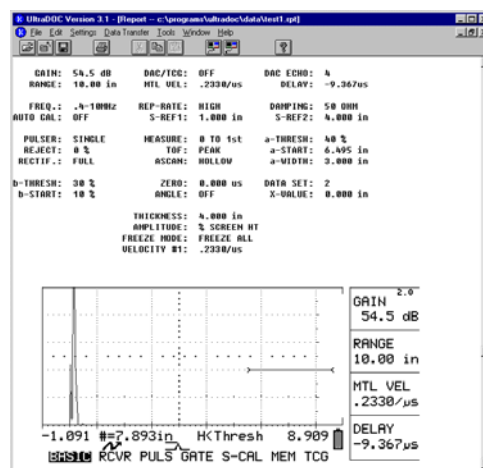 UltraDOC Version 3.1 - [Report -- c:\programs\ultradoc\data\test1.rpt]
File Edit Settings Data Transfer Tools Window Help
GAIN: 54.5 dB DAC/TCG: OFF DAC ECHO: 4
RANGE: 10.00 in MTL VEL: .2330/us DELAY: -9.367us
FREQ.: .4-10MHz REP-RATE: HIGH DAMPING: 50 OHM
AUTO CAL: OFF S-REF1: 1.000 in S-REF2: 4.000 in
PULSER: SINGLE MEASURE: 0 TO 1st a-THRESH: 40 %
REJECT: 0 % TOF: PEAK a-START: 6.495 in
RECTIF.: FULL ASCAN: HOLLOW a-WIDTH: 3.000 in
b-THRESH: 30 % ZERO: 0.000 us DATA SET: 2
b-START: 10 % ANGLE: OFF X-VALUE: 0.000 in
THICKNESS: 4.000 in
AMPLITUDE: % SCREEN HT
FREEZE MODE: FREEZE ALL
VELOCITY #1: .2330/us
2.0
GAIN
54.5 dB
RANGE
10.00 in
MTL VEL
.2330/µs
DELAY
-9.367µs
-1.091 #=7.893in HKThresh 8.909
BASIC RCVR PULS GATE S-CAL MEM TCG